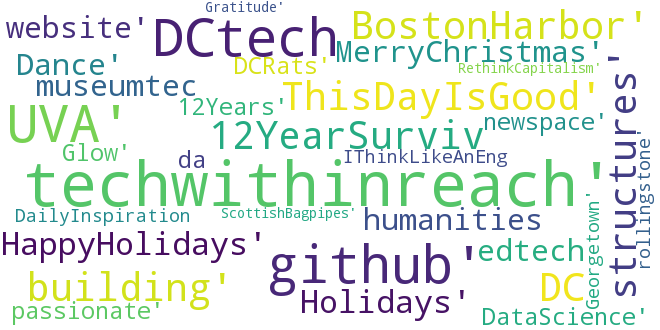 Gratitude'
website'
DCtech
BostonHarbor'
MerryChristmas'
Dance'
DCRats'
RethinkCapitalism'
museumtec
ThisDayIsGood'
12Years'
UVA'
12YearSurviv
newspace'
structures'
Glow'
da
IThinkLikeAnEng
rollingstone'
techwithinreach'
Georgetown'
DailyInspiration
ScottishBagpipes'
humanities
HappyHolidays'
github'
edtech
building'
Holidays'
DC
passionate'
DataScience'